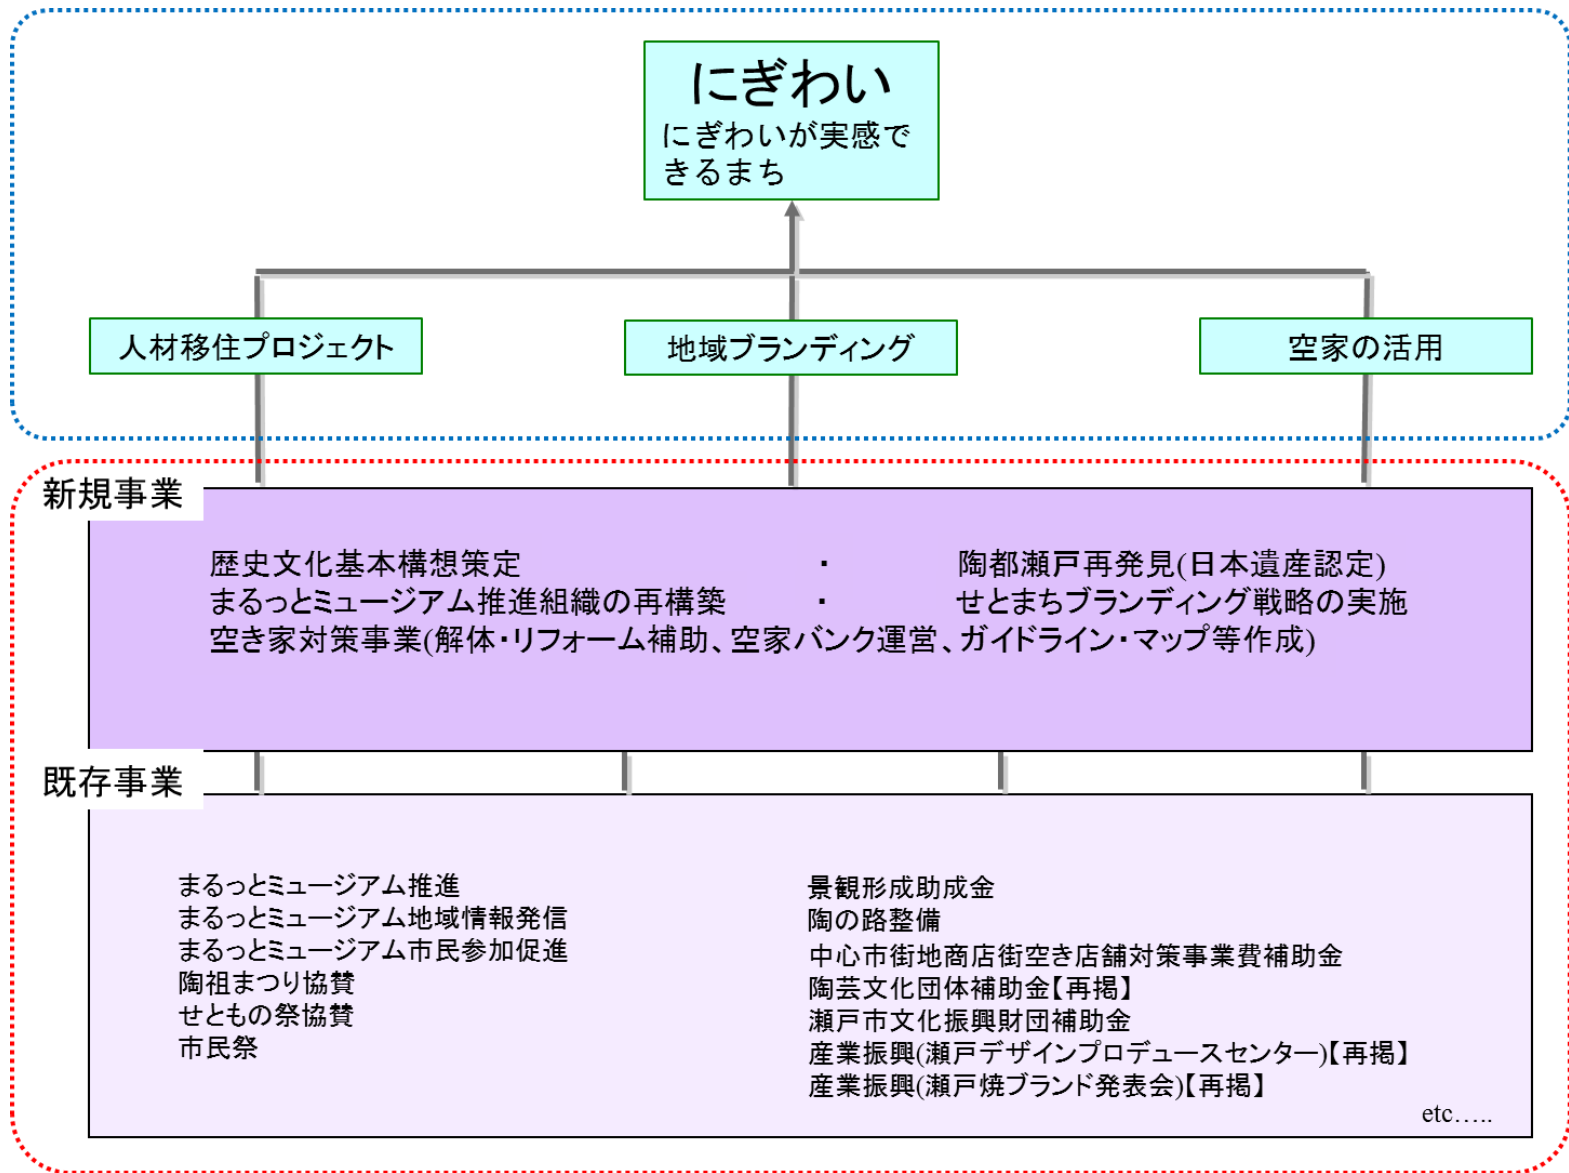 にぎわい
にぎわいが実感で
きるまち
人材移住プロジェクト
地域ブランディング
空家の活用
新規事業
歴史文化基本構想策定 ・ 陶都瀬戸再発見(日本遺産認定)
まるっとミュージアム推進組織の再構築 ・ せとまちブランディング戦略の実施
空き家対策事業(解体・リフォーム補助、空家バンク運営、ガイドライン・マップ等作成)
既存事業
まるっとミュージアム推進
まるっとミュージアム地域情報発信
まるっとミュージアム市民参加促進
陶祖まつり協賛
せともの祭協賛
市民祭
景観形成助成金
陶の路整備
中心市街地商店街空き店舗対策事業費補助金
陶芸文化団体補助金【再掲】
瀬戸市文化振興財団補助金
産業振興(瀬戸デザインプロデュースセンター)【再掲】
産業振興(瀬戸焼ブランド発表会)【再掲】
etc…..